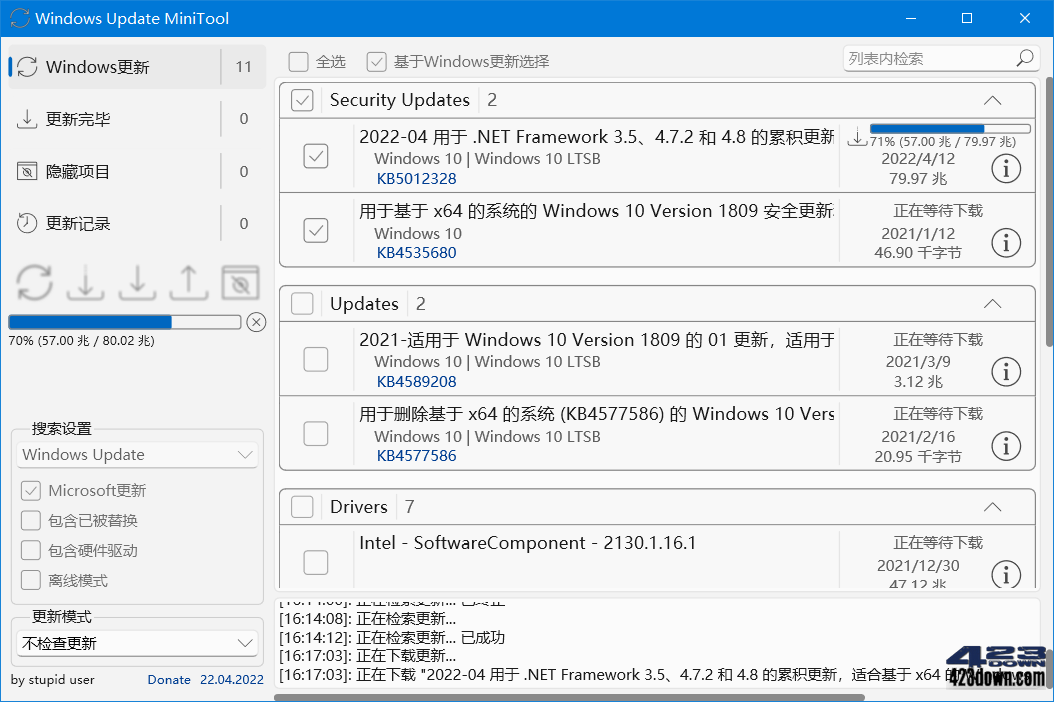 Windows Update MiniTool
Windows更新 11
更新完毕 0
隐藏项目 0
更新记录 0
70% (57.00 兆 / 80.02 兆)
搜索设置
Windows Update
Microsoft更新
包含已被替换
包含硬件驱动
离线模式
更新模式
不检查更新
by stupid user Donate 22.04.2022
全选 基于Windows更新选择 列表内检索
Security Updates 2
2022-04 用于 .NET Framework 3.5、4.7.2 和 4.8 的累积更新
Windows 10 | Windows 10 LTSB
KB5012328
71% (57.00 兆 / 79.97 兆)
2022/4/12
79.97 兆
用于基于 x64 的系统的 Windows 10 Version 1809 安全更新
Windows 10
KB4535680
正在等待下载
2021/1/12
46.90 千字节
Updates 2
2021-适用于 Windows 10 Version 1809 的 01 更新，适用于
Windows 10 | Windows 10 LTSB
KB4589208
正在等待下载
2021/3/9
3.12 兆
用于删除基于 x64 的系统 (KB4577586) 的 Windows 10 Vers
Windows 10 | Windows 10 LTSB
KB4577586
正在等待下载
2021/2/16
20.95 千字节
Drivers 7
Intel - SoftwareComponent - 2130.1.16.1
正在等待下载
2021/12/30
47.12 兆
[16:14:08]: 正在检索更新...
[16:14:12]: 正在检索更新... 已成功
[16:17:03]: 正在下载更新...
[16:17:03]: 正在下载 "2022-04 用于 .NET Framework 3.5、4.7.2 和 4.8 的累积更新，适合基于 x64 的
423DOWN
423down.com